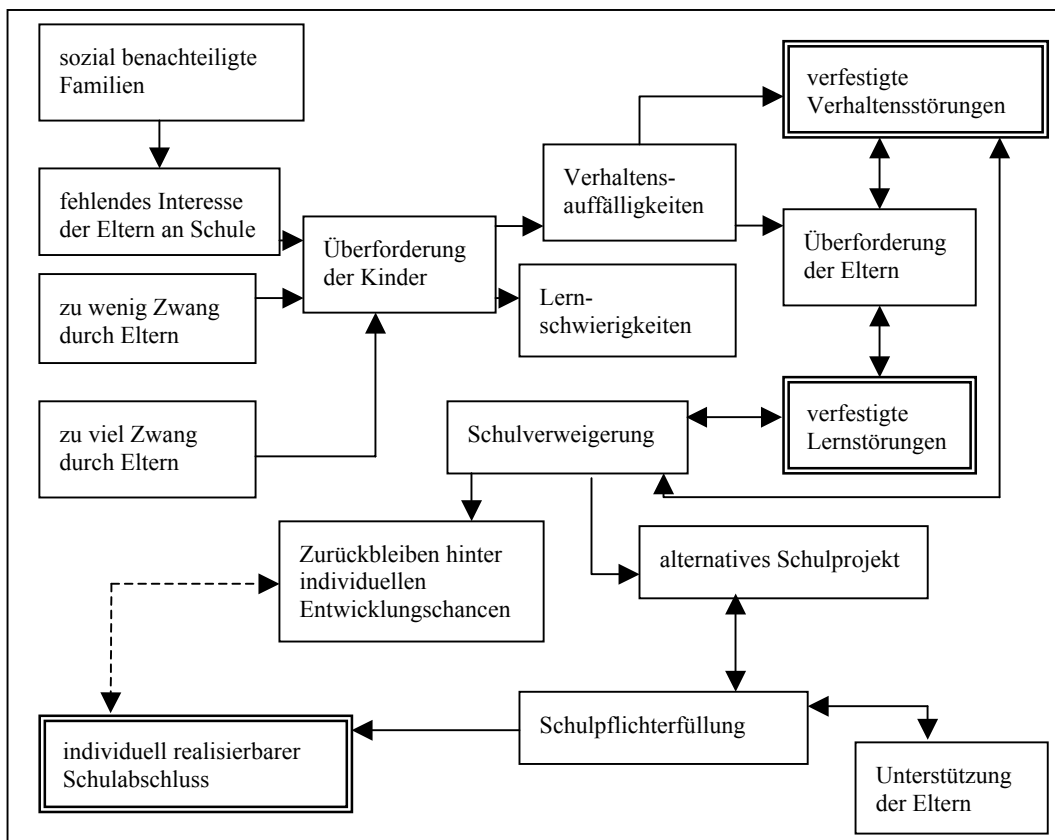 sozial benachteiligte
Familien
verfestigte
Verhaltensstörungen
fehlendes Interesse
der Eltern an Schule
Verhaltens-
auffälligkeiten
Überforderung
der Kinder
Überforderung
der Eltern
zu wenig Zwang
durch Eltern
Lern-
schwierigkeiten
zu viel Zwang
durch Eltern
Schulverweigerung
verfestigte
Lernstörungen
Zurückbleiben hinter
individuellen
Entwicklungschancen
alternatives Schulprojekt
individuell realisierbarer
Schulabschluss
Schulpflichterfüllung
Unterstützung
der Eltern